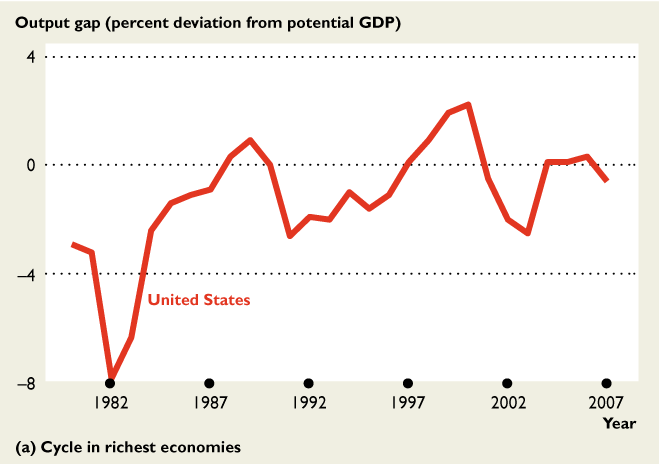 Output gap (percent deviation from potential GDP)
4
0
–4
United States
–8
1982 1987 1992 1997 2002 2007
Year
(a) Cycle in richest economies